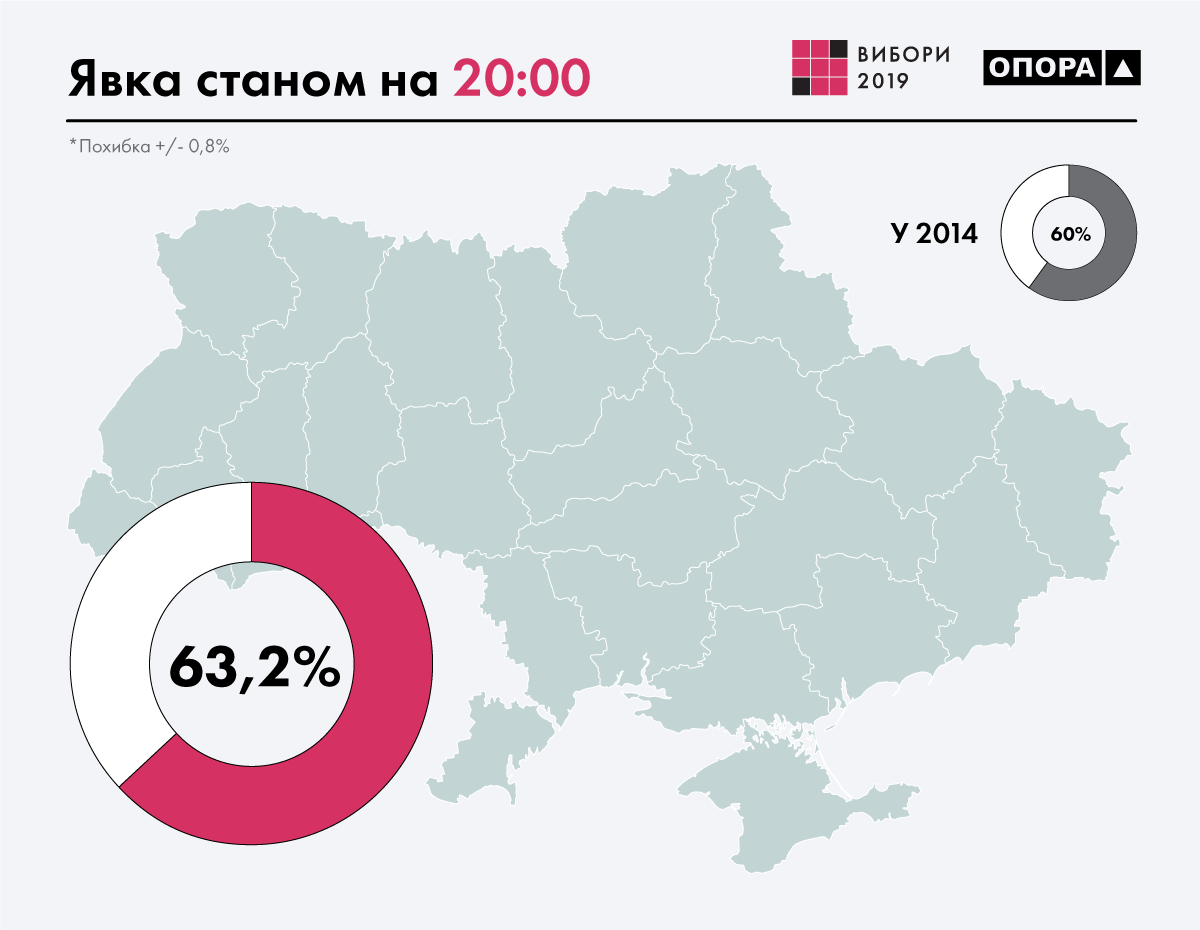 Явка станом на 20:00
ВИБОРИ
2019
ОПОРА
*Похибка +/- 0,8%
У 2014
60%
63,2%